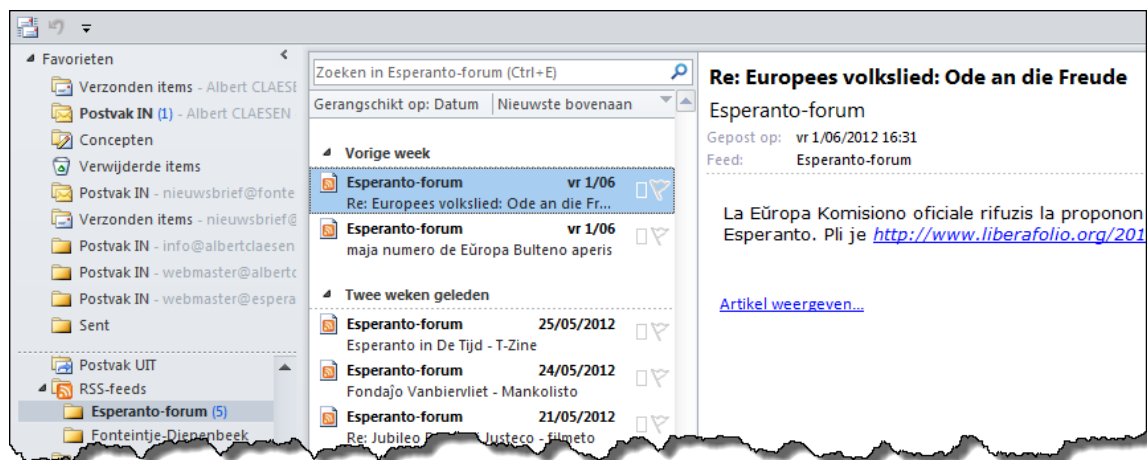 Favorieten
Verzonden items - Albert CLAESE
Postvak IN (1) - Albert CLAESEN
Concepten
Verwijderde items
Postvak IN - nieuwsbrief@fonte
Verzonden items - nieuwsbrief@
Postvak IN - info@albertclaesen
Postvak IN - webmaster@albertc
Postvak IN - webmaster@espera
Sent
Postvak UIT
RSS-feeds
Esperanto-forum (5)
Fonteintje-Diepenbeek
Zoeken in Esperanto-forum (Ctrl+E)
Gerangschikt op: Datum Nieuwste bovenaan
Vorige week
Esperanto-forum vr 1/06
Re: Europees volkslied: Ode an die Fr...
Esperanto-forum vr 1/06
maja numero de Eŭropa Bulteno aperis
Twee weken geleden
Esperanto-forum 25/05/2012
Esperanto in De Tijd - T-Zine
Esperanto-forum 24/05/2012
Fondaĵo Vanbiervliet - Mankolisto
Esperanto-forum 21/05/2012
Re: Jubileo Justeco - filmeto
Re: Europees volkslied: Ode an die Freude
Esperanto-forum
Gepost op: vr 1/06/2012 16:31
Feed: Esperanto-forum
La Eŭropa Komisiono oficiale rifuzis la proponon
Esperanto. Pli je http://www.liberafolio.org/201
Artikel weergeven...